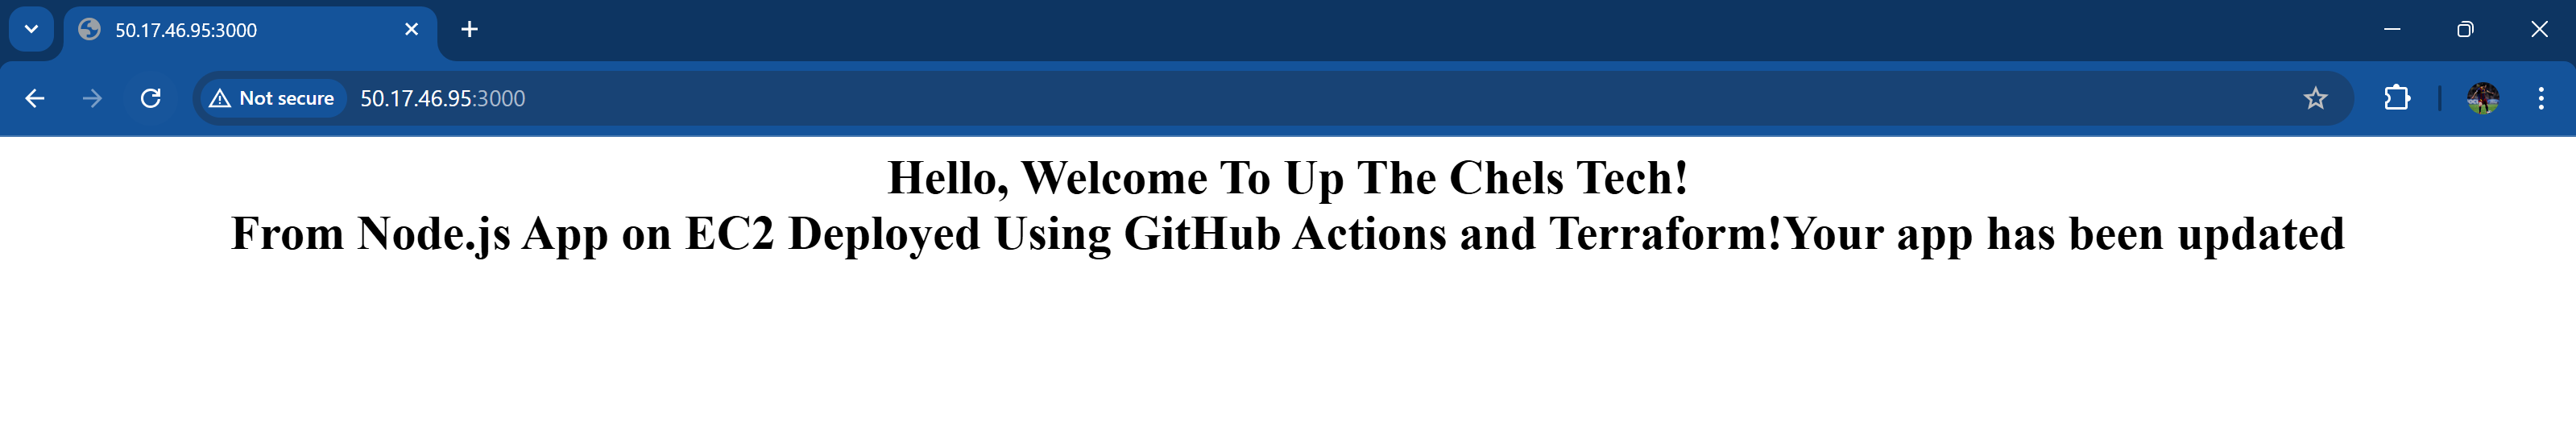 50.17.46.95:3000
Not secure
50.17.46.95:3000
Hello, Welcome To Up The Chels Tech!
From Node.js App on EC2 Deployed Using GitHub Actions and Terraform!Your app has been updated